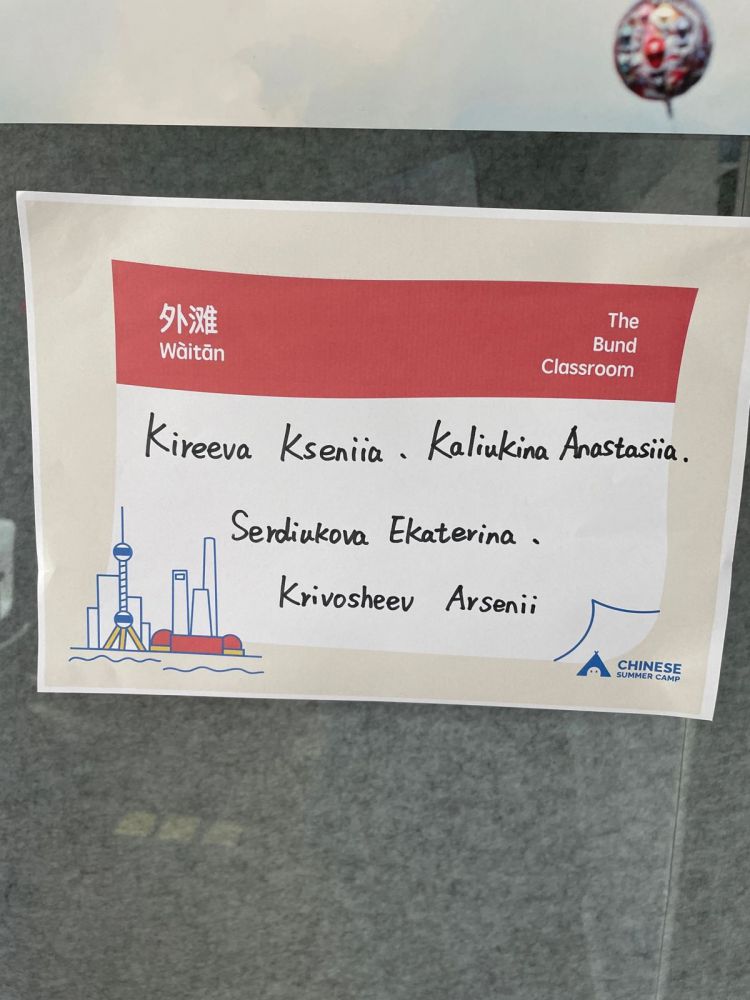 外滩
Wàitān
The
Bund
Classroom
Kireeva Kseniia. Kaliukina Anastasiia.
Serdiukova Ekaterina.
Krivosheev Arsenii
CHINESE
SUMMER CAMP